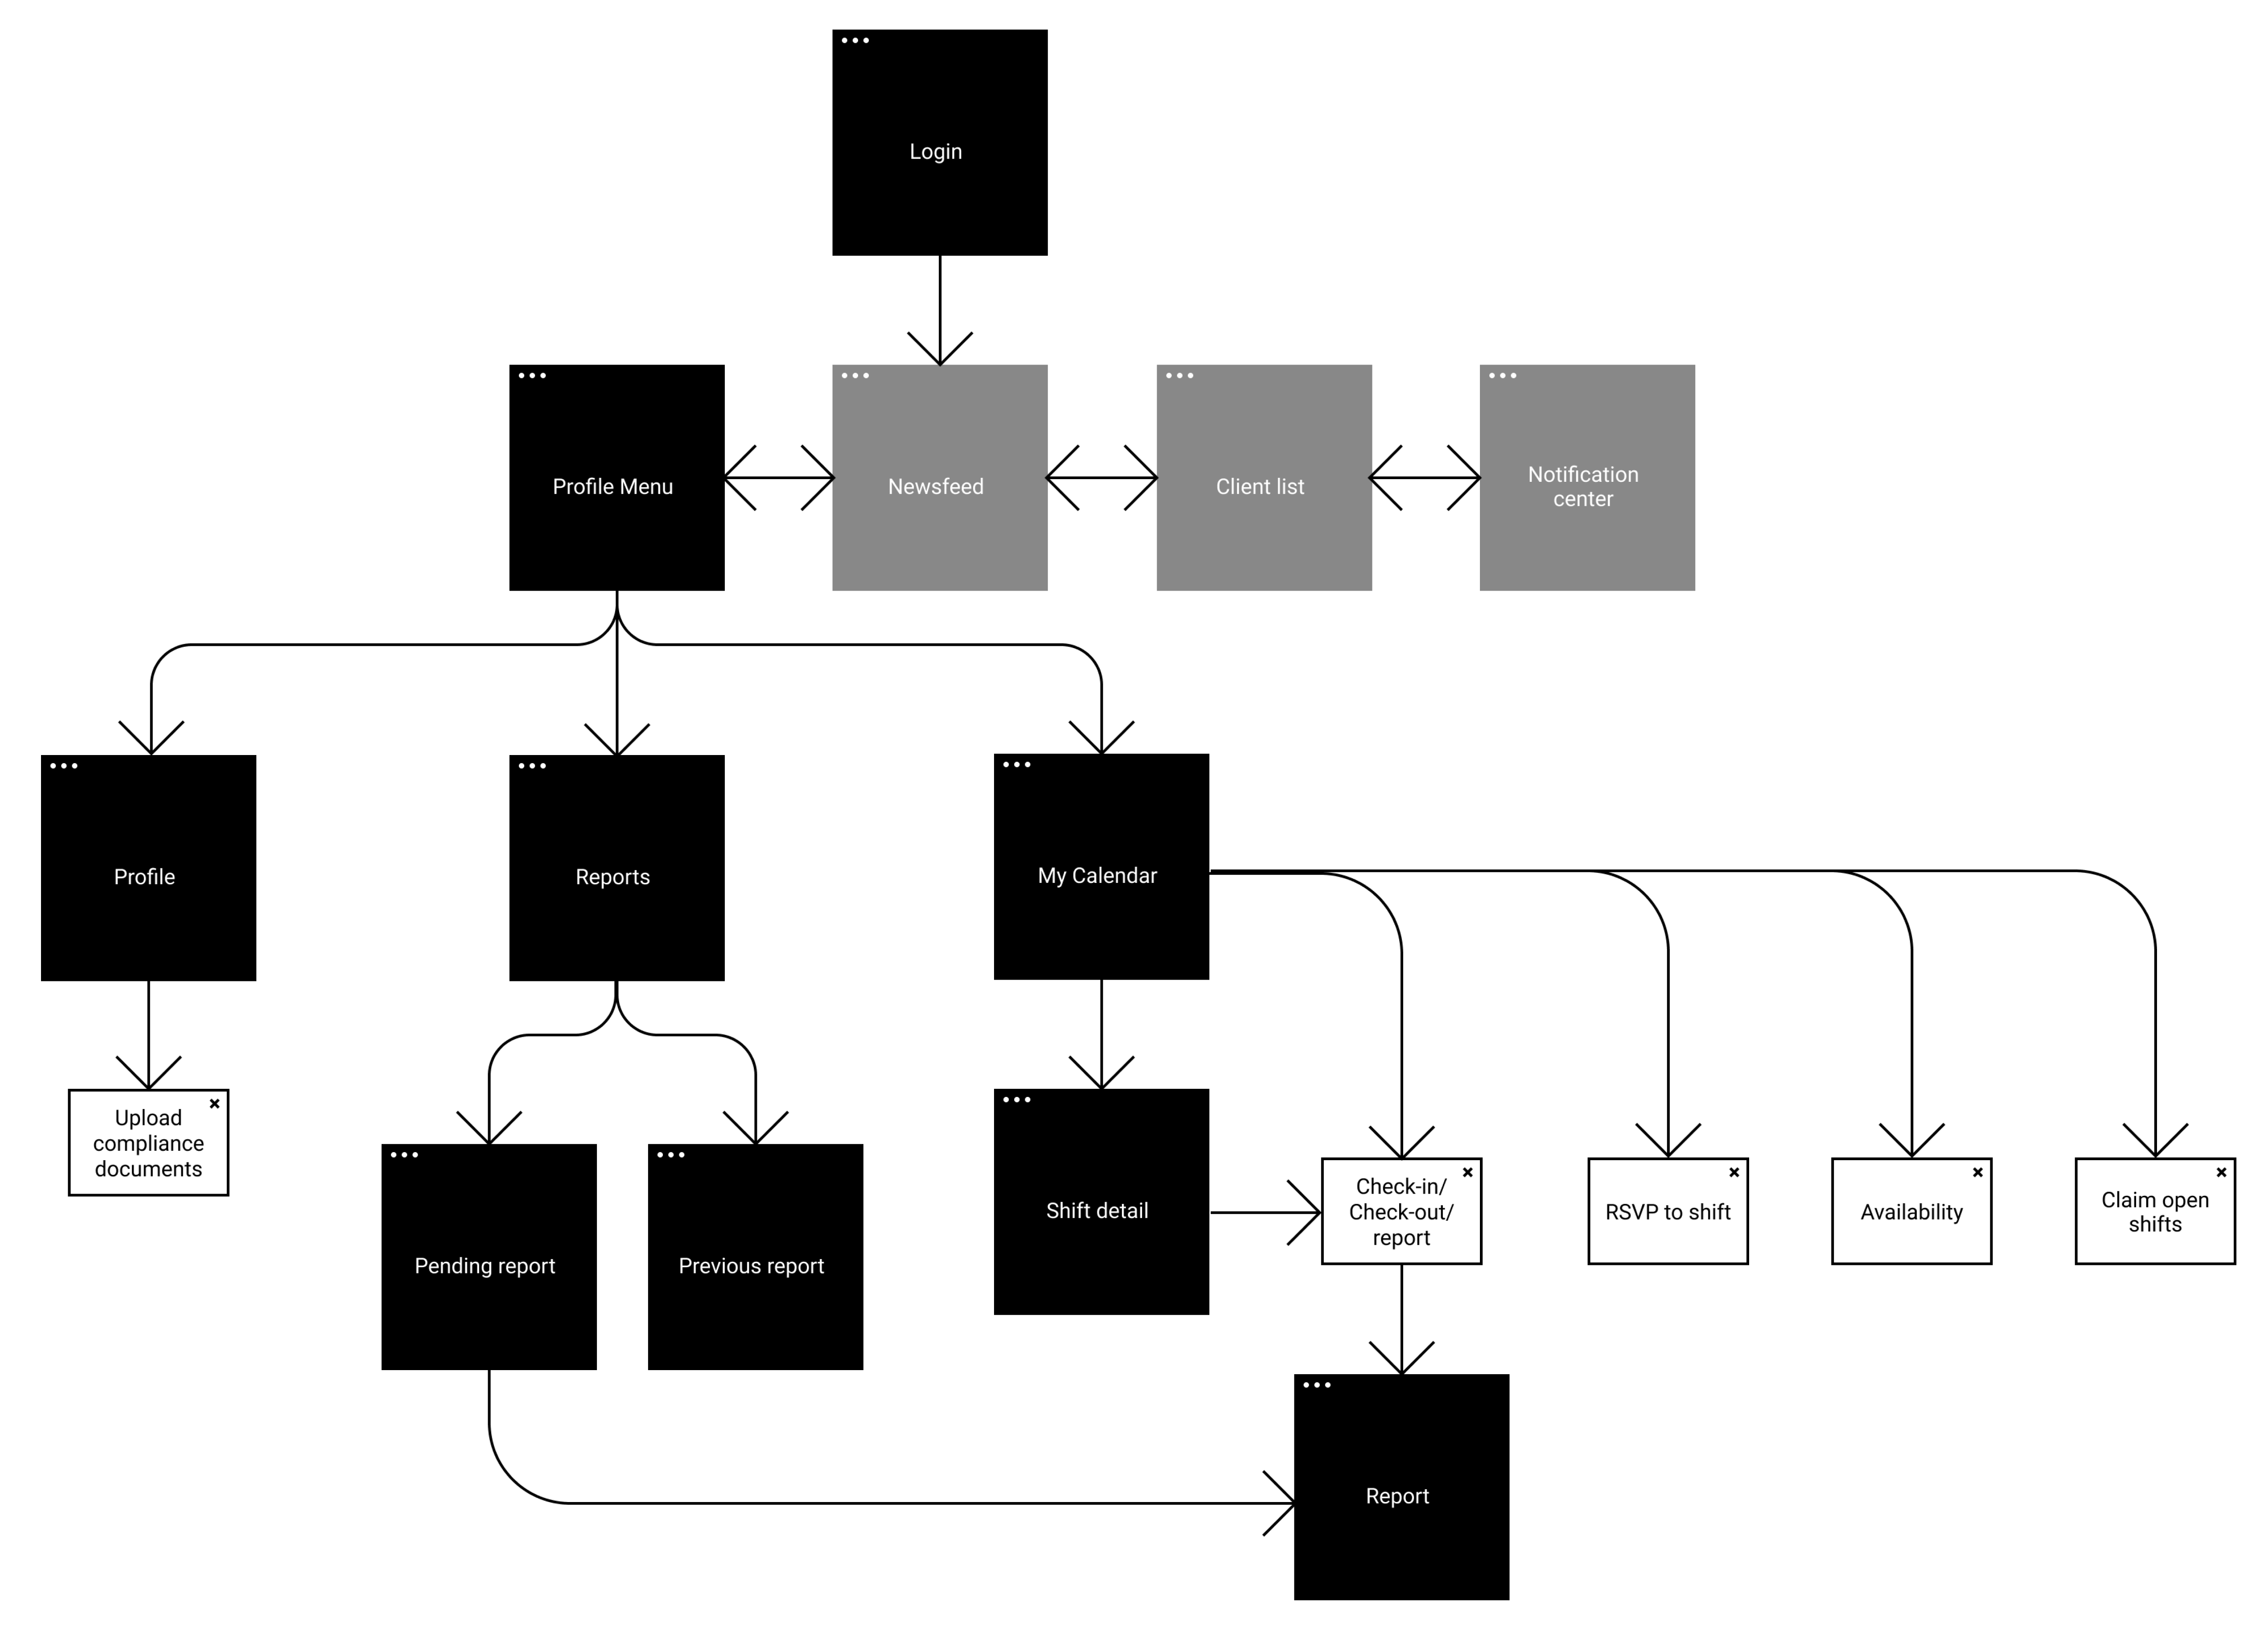 Login
Profile Menu
Newsfeed
Client list
Notification
center
Profile
Reports
My Calendar
Upload
compliance
documents
Pending report
Previous report
Shift detail
Check-in/
Check-out/
report
RSVP to shift
Availability
Claim open
shifts
Report